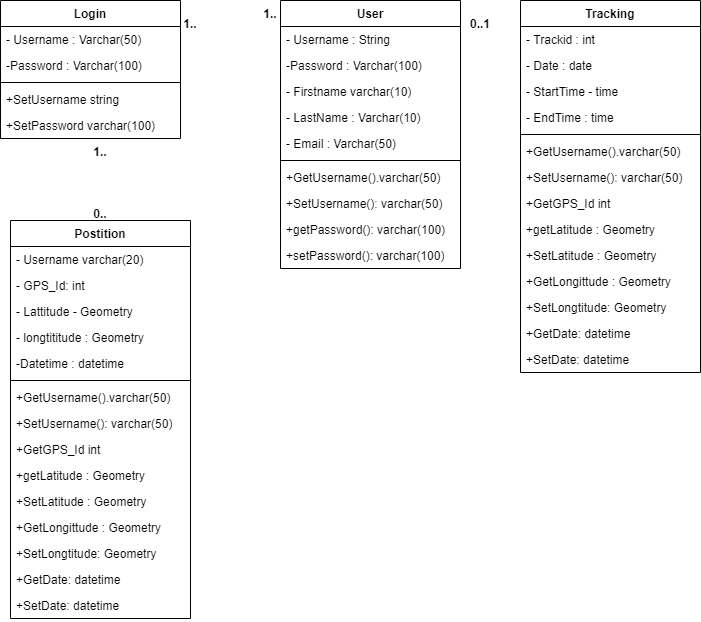 Login
- Username : Varchar(50)
-Password : Varchar(100)
+SetUsername string
+SetPassword varchar(100)
1..
1..
1..
User
- Username : String
-Password : Varchar(100)
- Firstname varchar(10)
- LastName : Varchar(10)
- Email : Varchar(50)
+GetUsername().varchar(50)
+SetUsername(): varchar(50)
+getPassword(): varchar(100)
+setPassword(): varchar(100)
0..1
Tracking
- Trackid : int
- Date : date
- StartTime - time
- EndTime : time
+GetUsername().varchar(50)
+SetUsername(): varchar(50)
+GetGPS_Id int
+getLatitude : Geometry
+SetLatitude : Geometry
+GetLongittude : Geometry
+SetLongtitude: Geometry
+GetDate: datetime
+SetDate: datetime
0..
Postition
- Username varchar(20)
- GPS_Id: int
- Lattitude - Geometry
- longtititude : Geometry
-Datetime : datetime
+GetUsername().varchar(50)
+SetUsername(): varchar(50)
+GetGPS_Id int
+getLatitude : Geometry
+SetLatitude : Geometry
+GetLongittude : Geometry
+SetLongtitude: Geometry
+GetDate: datetime
+SetDate: datetime